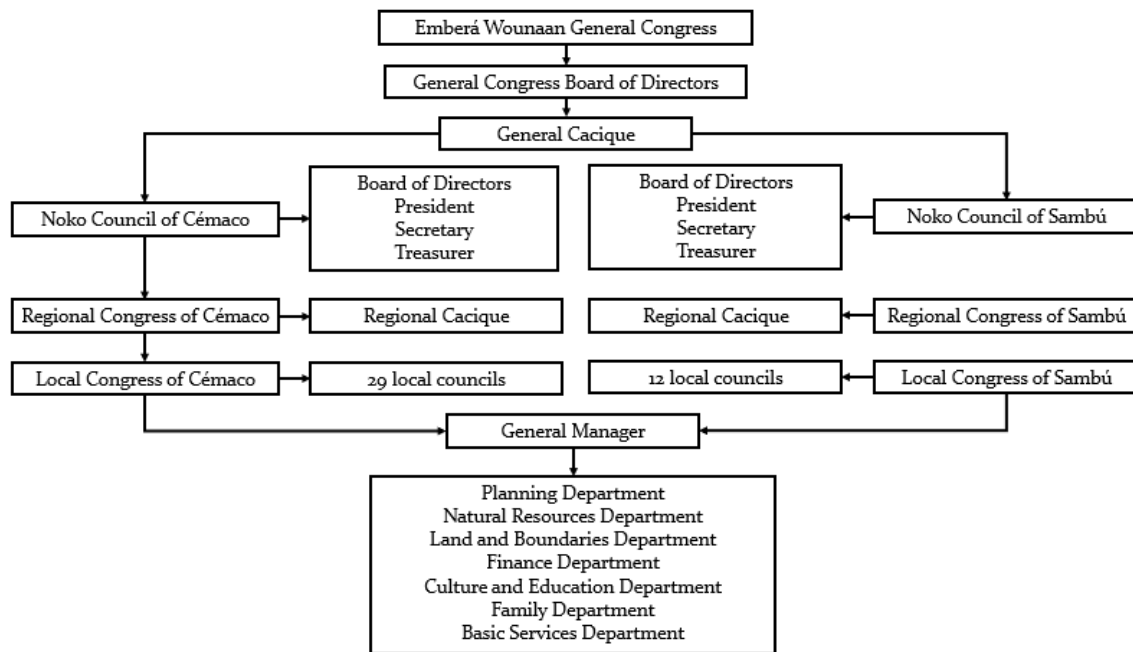 Emberá Wounaan General Congress
General Congress Board of Directors
General Cacique
Noko Council of Cémaco
Board of Directors
President
Secretary
Treasurer
Board of Directors
President
Secretary
Treasurer
Noko Council of Sambú
Regional Congress of Cémaco
Regional Cacique
Regional Cacique
Regional Congress of Sambú
Local Congress of Cémaco
29 local councils
12 local councils
Local Congress of Sambú
General Manager
Planning Department
Natural Resources Department
Land and Boundaries Department
Finance Department
Culture and Education Department
Family Department
Basic Services Department